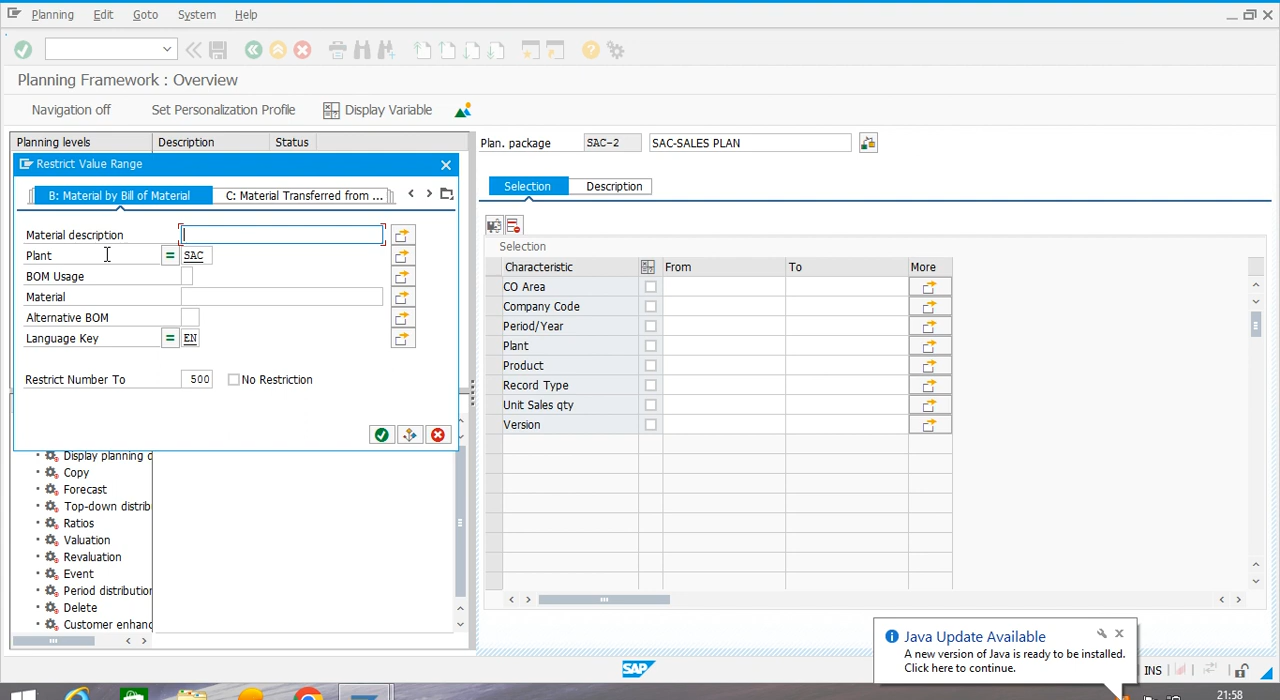 Planning Edit Goto System Help
Planning Framework : Overview
Navigation off Set Personalization Profile Display Variable
Planning levels Description Status
Plan. package SAC-2 SAC-SALES PLAN
Restrict Value Range
B: Material by Bill of Material C: Material Transferred from ...
Selection Description
Material description
Plant = SAC
BOM Usage
Material
Alternative BOM
Language Key = EN
Restrict Number To 500 No Restriction
Selection
Characteristic From To More
CO Area
Company Code
Period/Year
Plant
Product
Record Type
Unit Sales qty
Version
Display planning d
Copy
Forecast
Top-down distrib
Ratios
Valuation
Revaluation
Event
Period distribution
Delete
Customer enhanc
Java Update Available
A new version of Java is ready to be installed.
Click here to continue.
SAP
INS
21:58